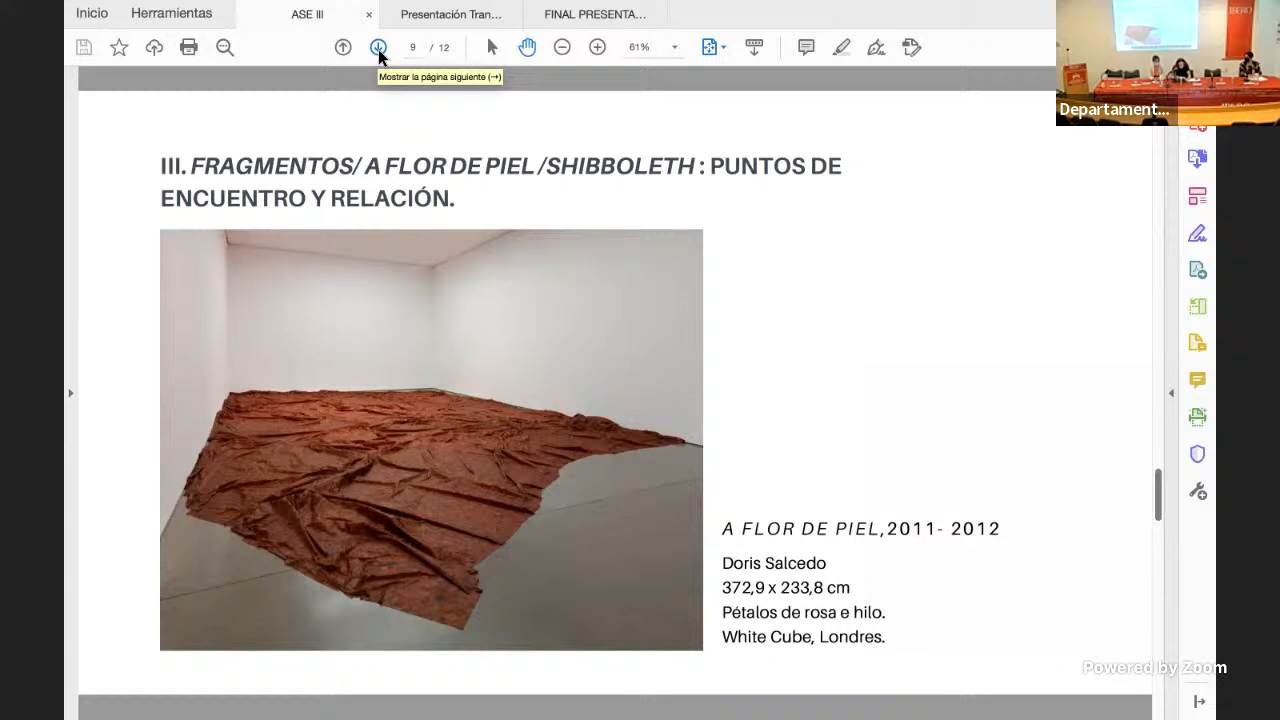 Inicio
Herramientas
ASE III
×
Presentación Tran...
FINAL PRESENTA...
9 / 12
61%
Mostrar la página siguiente (→)
IBERO
Departament...
III. FRAGMENTOS/ A FLOR DE PIEL /SHIBBOLETH : PUNTOS DE
ENCUENTRO Y RELACIÓN.
A FLOR DE PIEL,2011- 2012
Doris Salcedo
372,9 x 233,8 cm
Pétalos de rosa e hilo.
White Cube, Londres.
Powered by Zoom